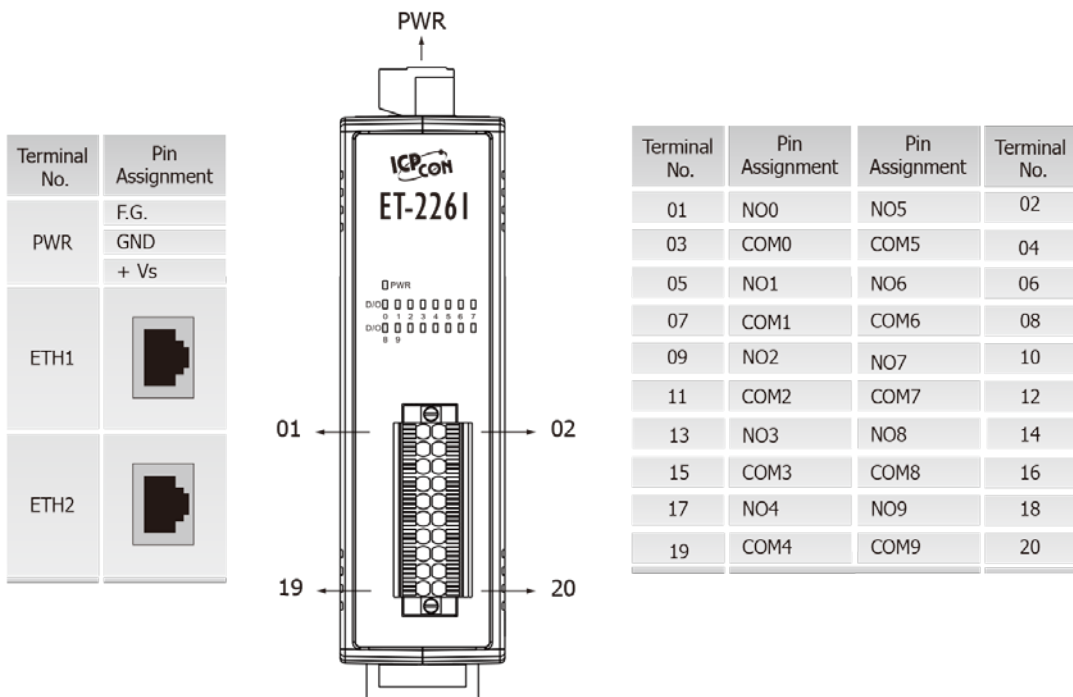 PWR
Terminal No. Pin Assignment
PWR F.G.
GND
+ Vs
ETH1
ETH2
ICP CON
ET-2261
PWR
D/O
0 1 2 3 4 5 6 7
D/O
8 9
01 02
19 20
Terminal No. Pin Assignment Pin Assignment Terminal No.
01 NO0 NO5 02
03 COM0 COM5 04
05 NO1 NO6 06
07 COM1 COM6 08
09 NO2 NO7 10
11 COM2 COM7 12
13 NO3 NO8 14
15 COM3 COM8 16
17 NO4 NO9 18
19 COM4 COM9 20